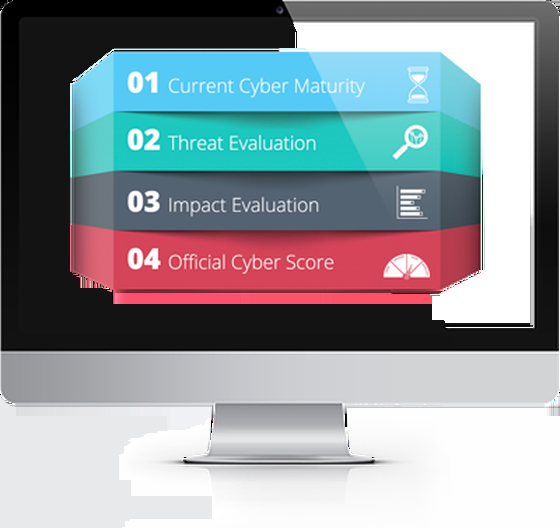 01 Current Cyber Maturity
02 Threat Evaluation
03 Impact Evaluation
04 Official Cyber Score